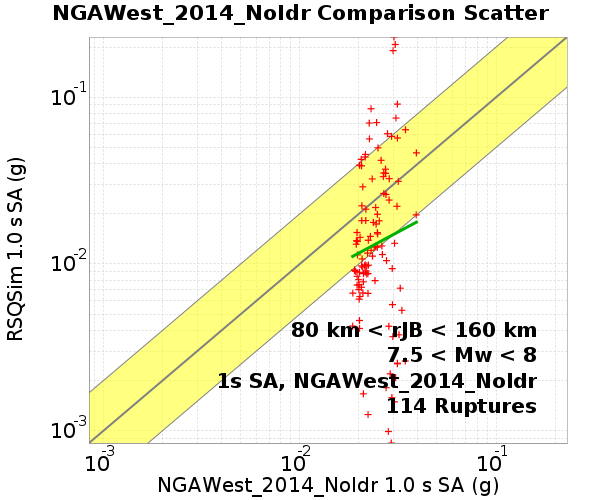 NGAWest_2014_NoIdr Comparison Scatter
RSQSim 1.0 s SA (g)
10-1
10-2
10-3
80 km < rJB < 160 km
7.5 < Mw < 8
1s SA, NGAWest_2014_NoIdr
114 Ruptures
10-3
10-2
10-1
NGAWest_2014_NoIdr 1.0 s SA (g)